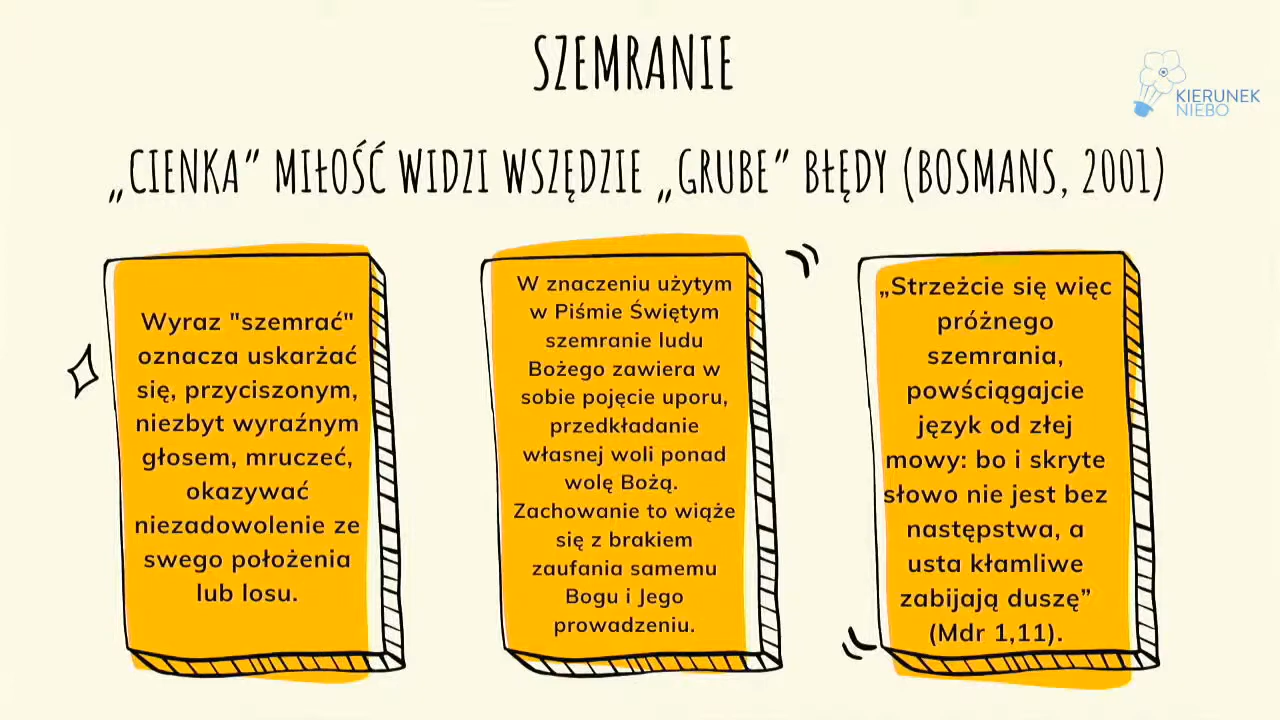 SZEMRANIE
KIERUNEK
NIEBO
„CIENKA” MIŁOŚĆ WIDZI WSZĘDZIE „GRUBE” BŁĘDY (BOSMANS, 2001)
Wyraz "szemrać"
oznacza uskarżać
się, przyciszonym,
niezbyt wyraźnym
głosem, mruczeć,
okazywać
niezadowolenie ze
swego położenia
lub losu.
W znaczeniu użytym
w Piśmie Świętym
szemranie ludu
Bożego zawiera w
sobie pojęcie uporu,
przedkładanie
własnej woli ponad
wolę Bożą.
Zachowanie to wiąże
się z brakiem
zaufania samemu
Bogu i Jego
prowadzeniu.
„Strzeżcie się więc
próżnego
szemrania,
powściągajcie
język od złej
mowy: bo i skryte
słowo nie jest bez
następstwa, a
usta kłamliwe
zabijają duszę”
(Mdr 1,11).